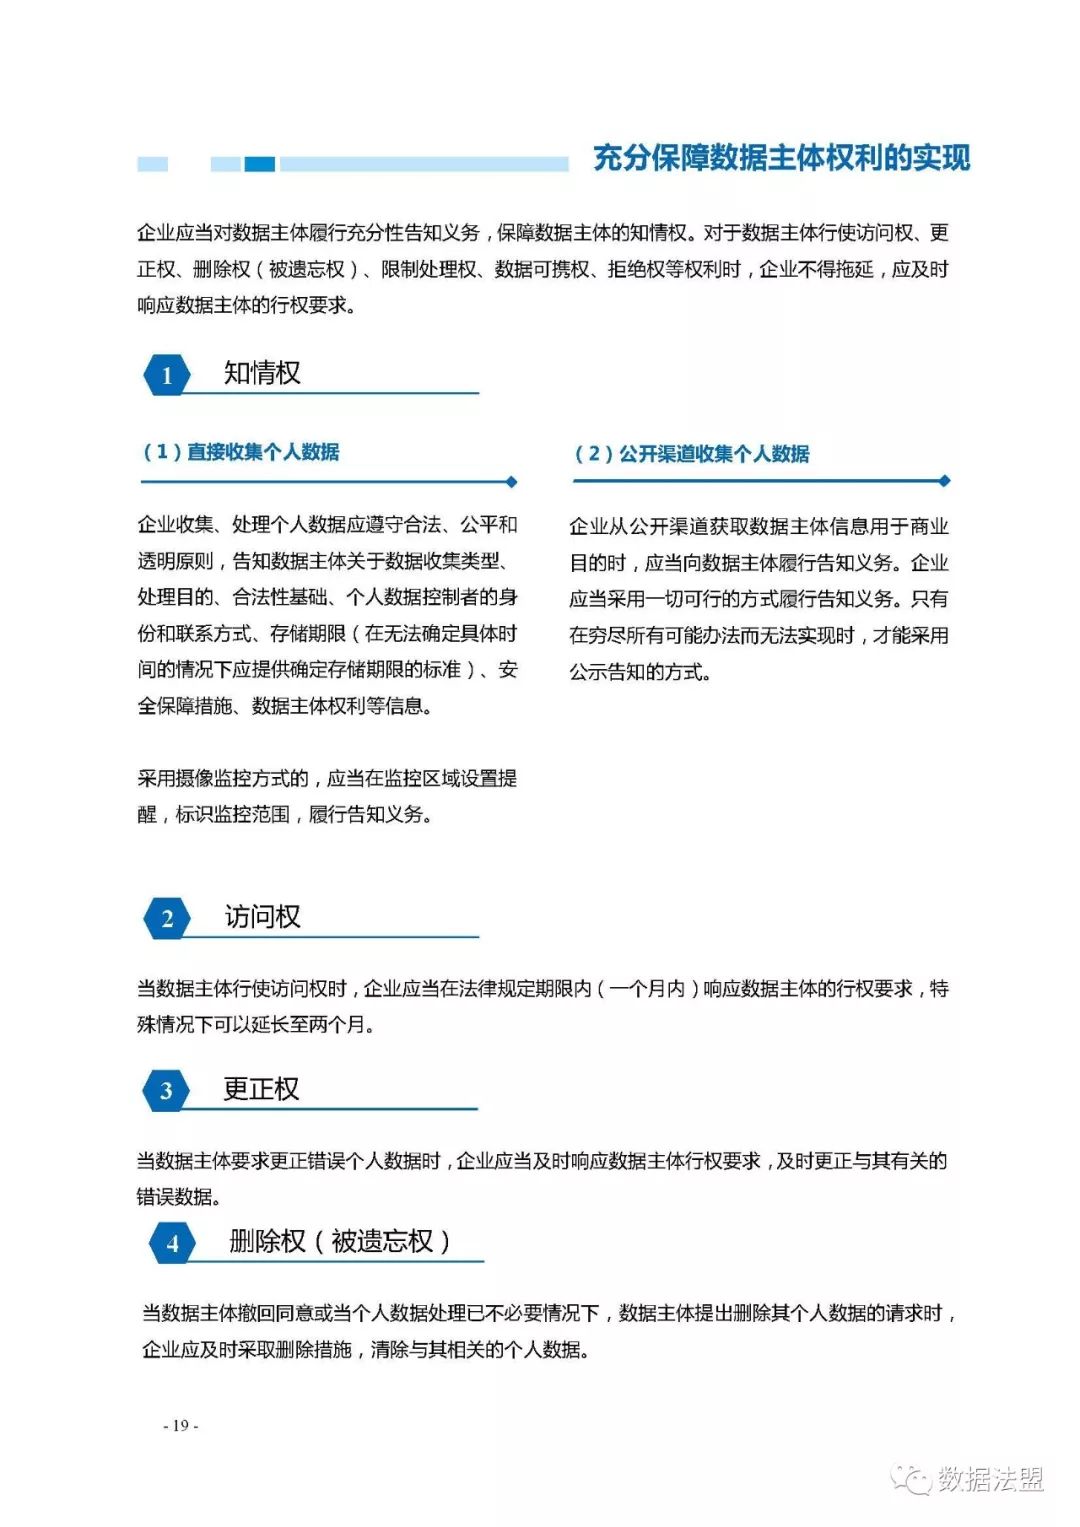 充分保障数据主体权利的实现
企业应当对数据主体履行充分性告知义务，保障数据主体的知情权。对于数据主体行使访问权、更
正权、删除权（被遗忘权）、限制处理权、数据可携权、拒绝权等权利时，企业不得拖延，应及时
响应数据主体的行权要求。
1 知情权
（1）直接收集个人数据
企业收集、处理个人数据应遵守合法、公平和
透明原则，告知数据主体关于数据收集类型、
处理目的、合法性基础、个人数据控制者的身
份和联系方式、存储期限（在无法确定具体时
间的情况下应提供确定存储期限的标准）、安
全保障措施、数据主体权利等信息。
采用摄像监控方式的，应当在监控区域设置提
醒，标识监控范围，履行告知义务。
（2）公开渠道收集个人数据
企业从公开渠道获取数据主体信息用于商业
目的时，应当向数据主体履行告知义务。企业
应当采用一切可行的方式履行告知义务。只有
在穷尽所有可能办法而无法实现时，才能采用
公示告知的方式。
2 访问权
当数据主体行使访问权时，企业应当在法律规定期限内（一个月内）响应数据主体的行权要求，特
殊情况下可以延长至两个月。
3 更正权
当数据主体要求更正错误个人数据时，企业应当及时响应数据主体行权要求，及时更正与其有关的
错误数据。
4 删除权（被遗忘权）
当数据主体撤回同意或当个人数据处理已不必要情况下，数据主体提出删除其个人数据的请求时，
企业应及时采取删除措施，清除与其相关的个人数据。
- 19 -
数据法盟